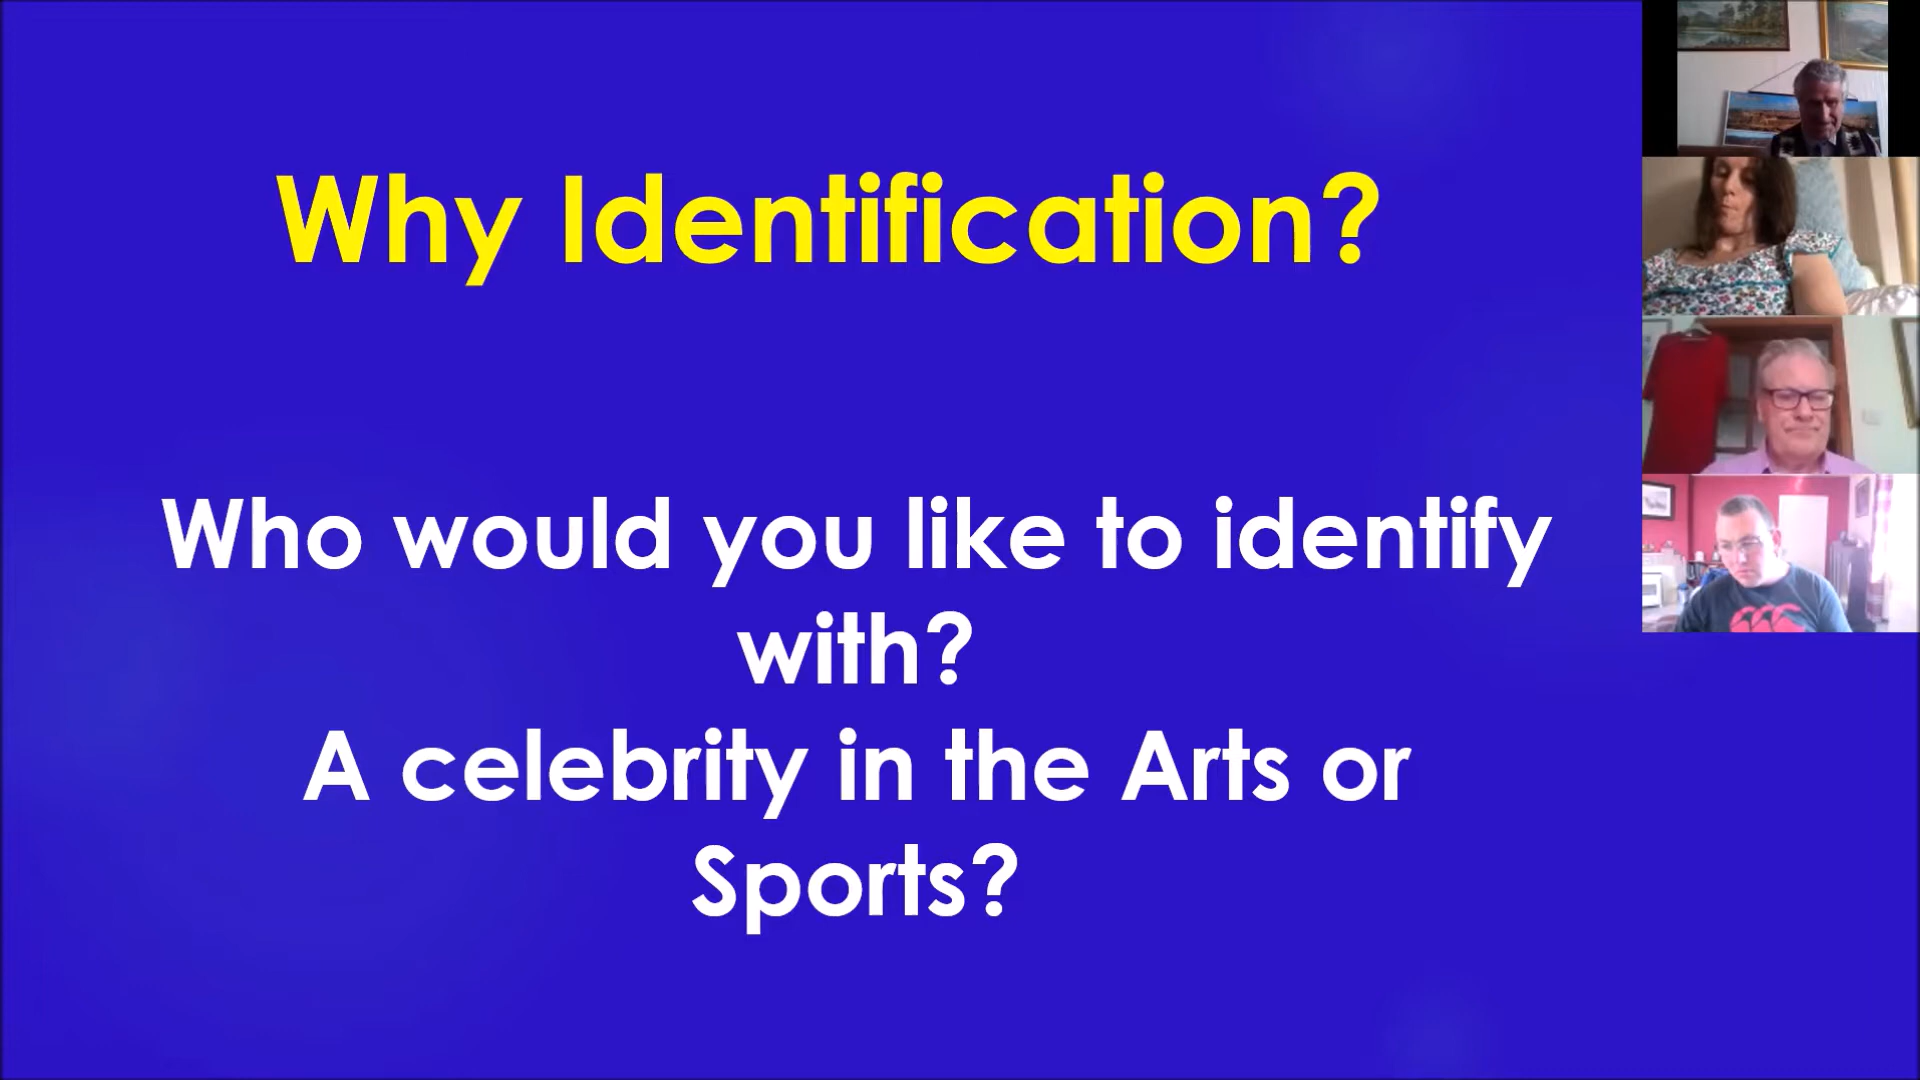 Why Identification?
Who would you like to identify
with?
A celebrity in the Arts or
Sports?